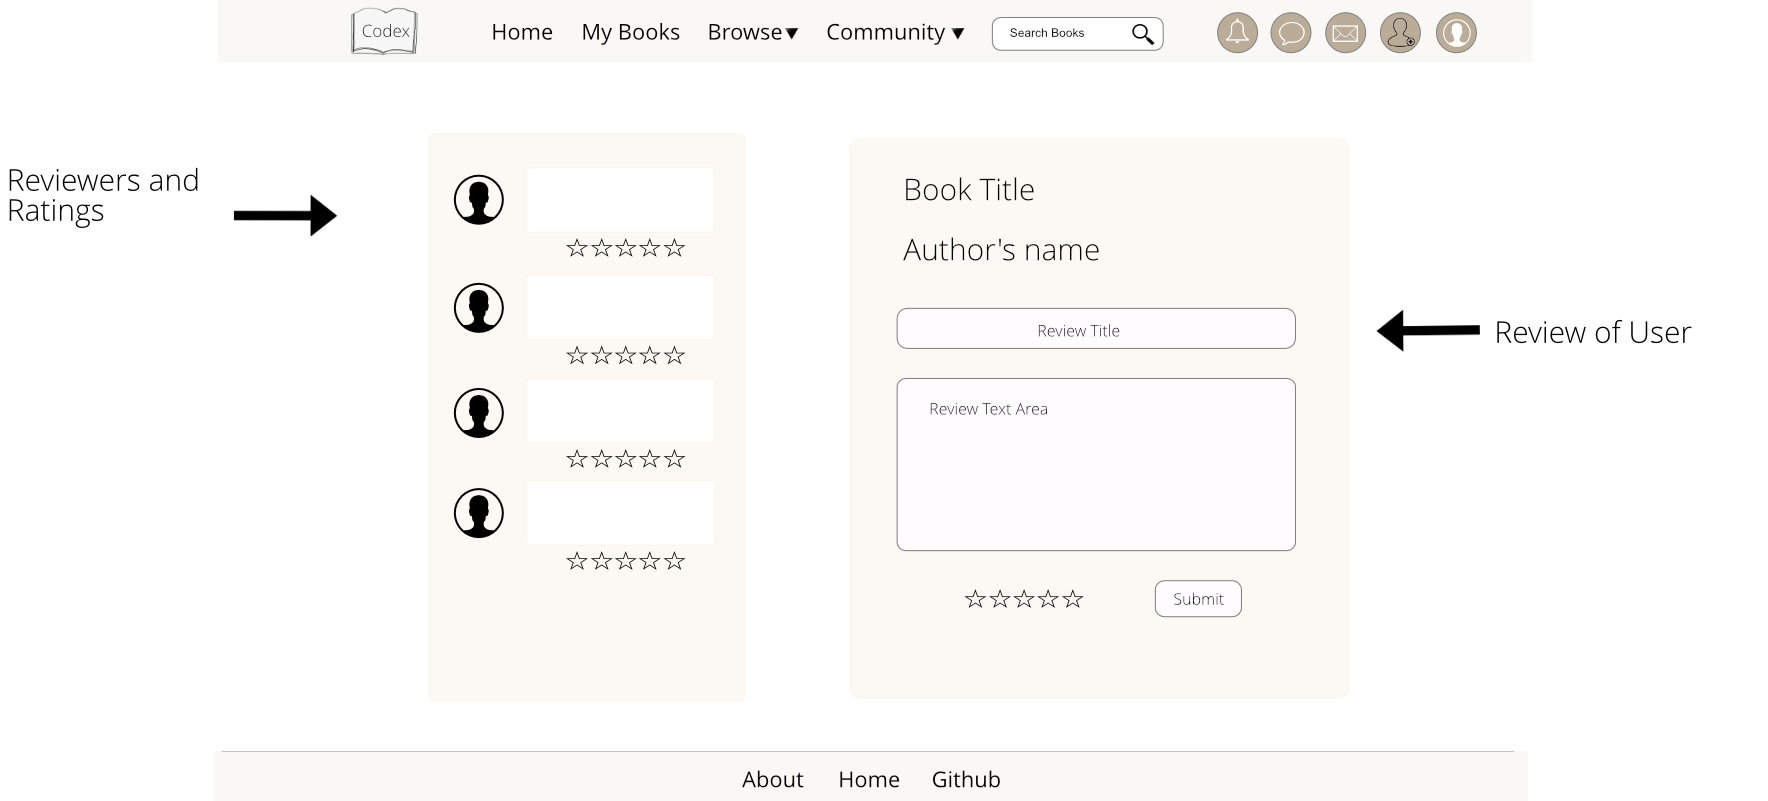 Codex
Home My Books Browse Community Search Books
Reviewers and
Ratings
Book Title
Author's name
Review Title
Review of User
Review Text Area
Submit
About Home Github